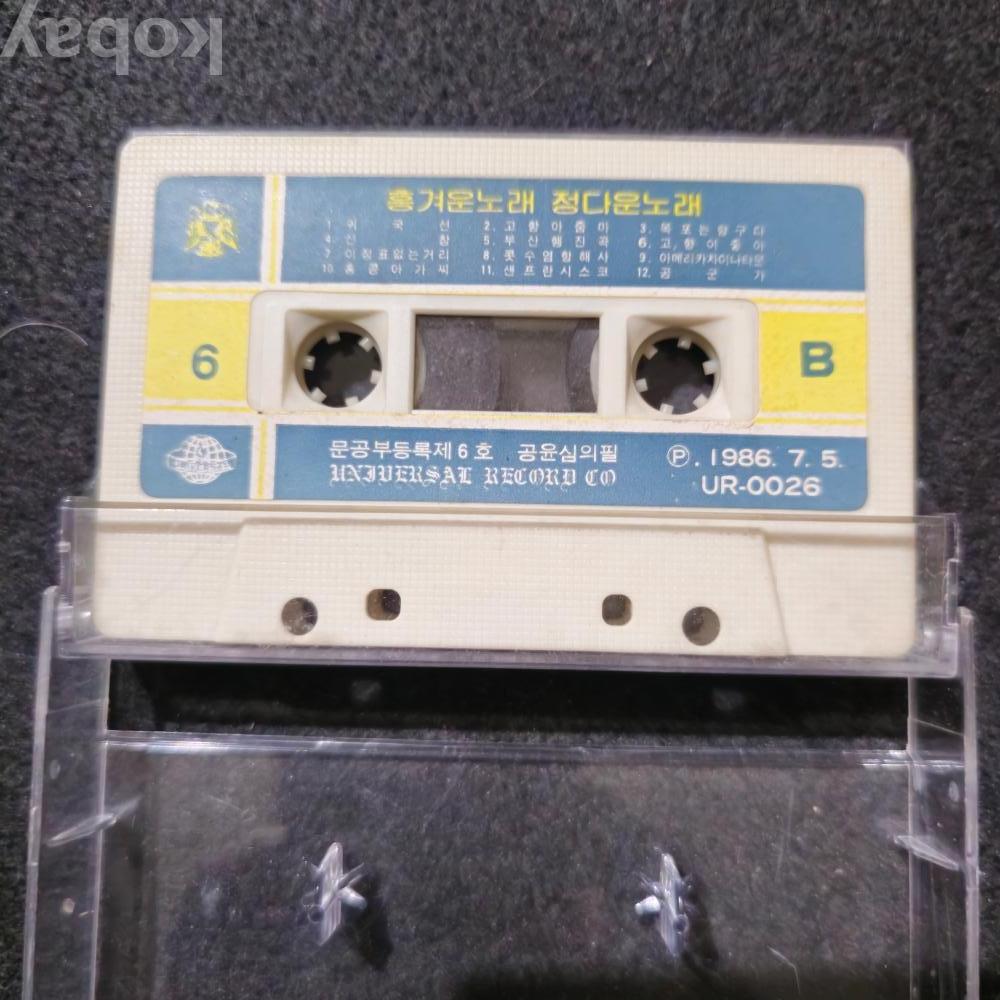 kobay
흥겨운노래 정다운노래
1. 귀국선 2. 고향아줌마 3. 목포는항구다
4. 신창 5. 부산행진곡 6. 고향이좋아
7. 이정표없는거리 8. 콧수염항해사 9. 아메리카차이나타운
10. 홍콩아가씨 11. 샌프란시스코 12. 공군가
6
B
문공부등록제6호 공윤심의필
UNIVERSAL RECORD CO
Ⓟ. 1986. 7. 5.
UR-0026